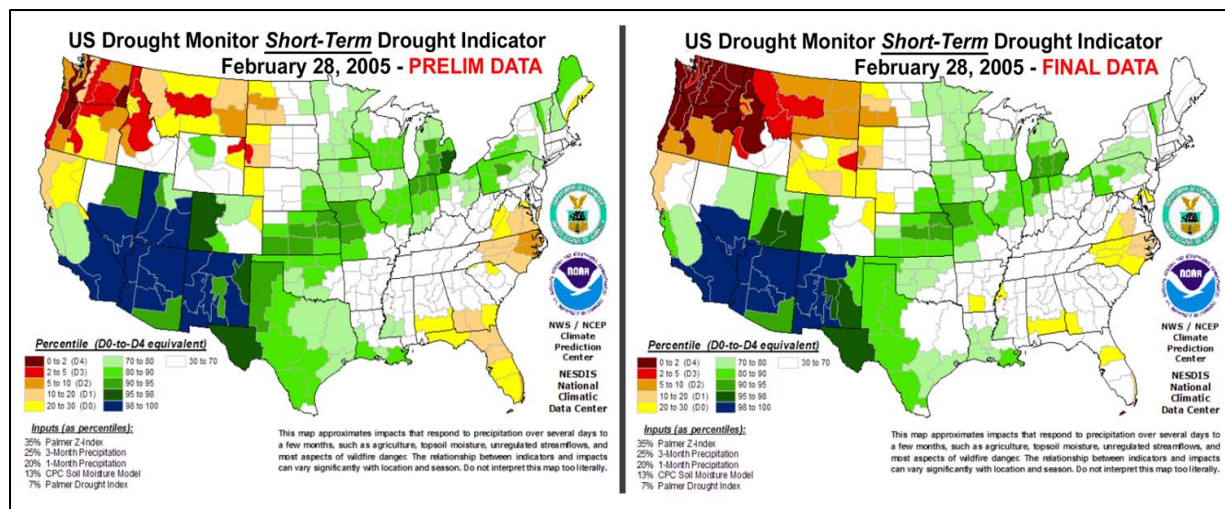 US Drought Monitor Short-Term Drought Indicator
February 28, 2005 - PRELIM DATA
NOAA
NWS / NCEP
Climate
Prediction
Center
NESDIS
National
Climatic
Data Center
Percentile (D0-to-D4 equivalent)
0 to 2 (D4)
2 to 5 (D3)
5 to 10 (D2)
10 to 20 (D1)
20 to 30 (D0)
70 to 80
80 to 90
90 to 95
95 to 98
98 to 100
30 to 70
Inputs (as percentiles):
35% Palmer Z-Index
25% 3-Month Precipitation
20% 1-Month Precipitation
13% CPC Soil Moisture Model
7% Palmer Drought Index
This map approximates impacts that respond to precipitation over several days to
a few months, such as agriculture, topsoil moisture, unregulated streamflows, and
most aspects of wildfire danger. The relationship between indicators and impacts
can vary significantly with location and season. Do not interpret this map too literally.
US Drought Monitor Short-Term Drought Indicator
February 28, 2005 - FINAL DATA
NOAA
NWS / NCEP
Climate
Prediction
Center
NESDIS
National
Climatic
Data Center
Percentile (D0-to-D4 equivalent)
0 to 2 (D4)
2 to 5 (D3)
5 to 10 (D2)
10 to 20 (D1)
20 to 30 (D0)
70 to 80
80 to 90
90 to 95
95 to 98
98 to 100
30 to 70
Inputs (as percentiles):
35% Palmer Z-Index
25% 3-Month Precipitation
20% 1-Month Precipitation
13% CPC Soil Moisture Model
7% Palmer Drought Index
This map approximates impacts that respond to precipitation over several days to
a few months, such as agriculture, topsoil moisture, unregulated streamflows, and
most aspects of wildfire danger. The relationship between indicators and impacts
can vary significantly with location and season. Do not interpret this map too literally.